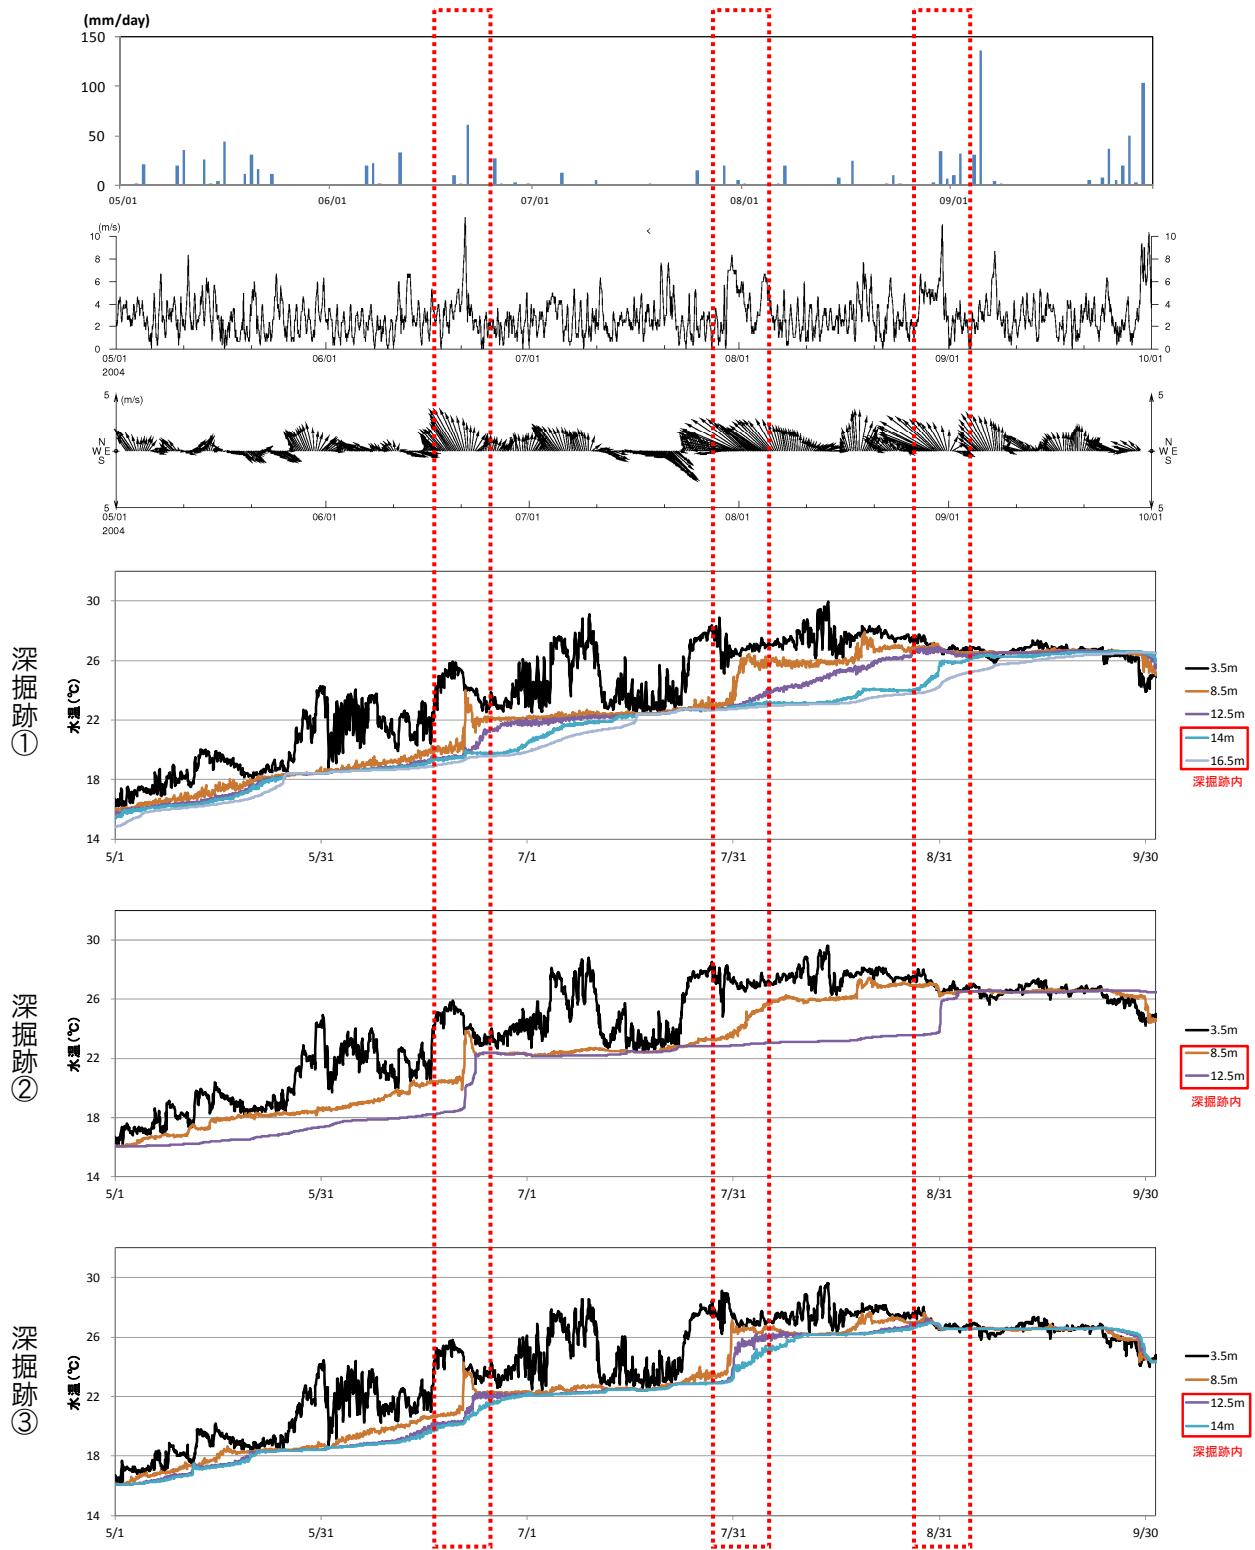 (mm/day)
150
100
50
0
05/01 06/01 07/01 08/01 09/01
(m/s)
10 10
8 8
6 6
4 4
2 2
0 0
05/01 06/01 07/01 08/01 09/01 10/01
2004
5 (m/s) 5
N
W E
S
N
W E
S
5 5
05/01 06/01 07/01 08/01 09/01 10/01
2004
深掘跡①
水温(℃)
30
26
22
18
14
5/1 5/31 7/1 7/31 8/31 9/30
3.5m
8.5m
12.5m
14m
16.5m
深掘跡内
深掘跡②
水温(℃)
30
26
22
18
14
5/1 5/31 7/1 7/31 8/31 9/30
3.5m
8.5m
12.5m
深掘跡内
深掘跡③
水温(℃)
30
26
22
18
14
5/1 5/31 7/1 7/31 8/31 9/30
3.5m
8.5m
12.5m
14m
深掘跡内